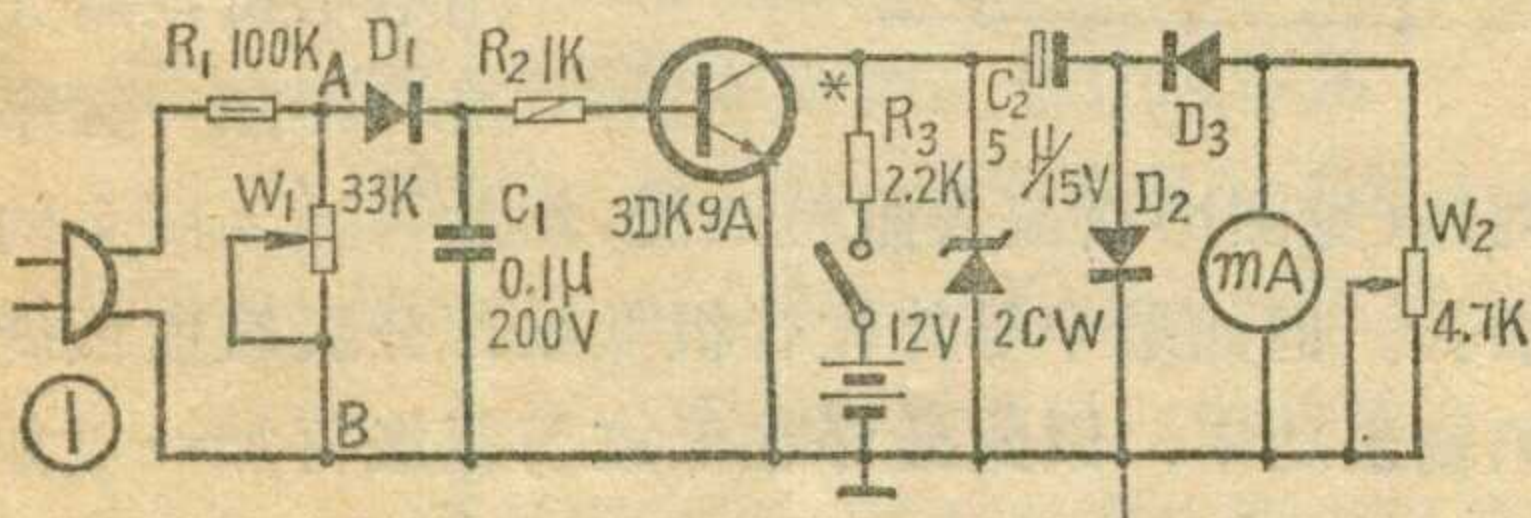 R₁ 100K
A
D₁
R₂ 1K
*
R₃
2.2K
C₂
5μ/15V
D₃
W₁
33K
C₁
0.1μ
200V
3DK9A
D₂
mA
W₂
4.7K
12V
2CW
①
B